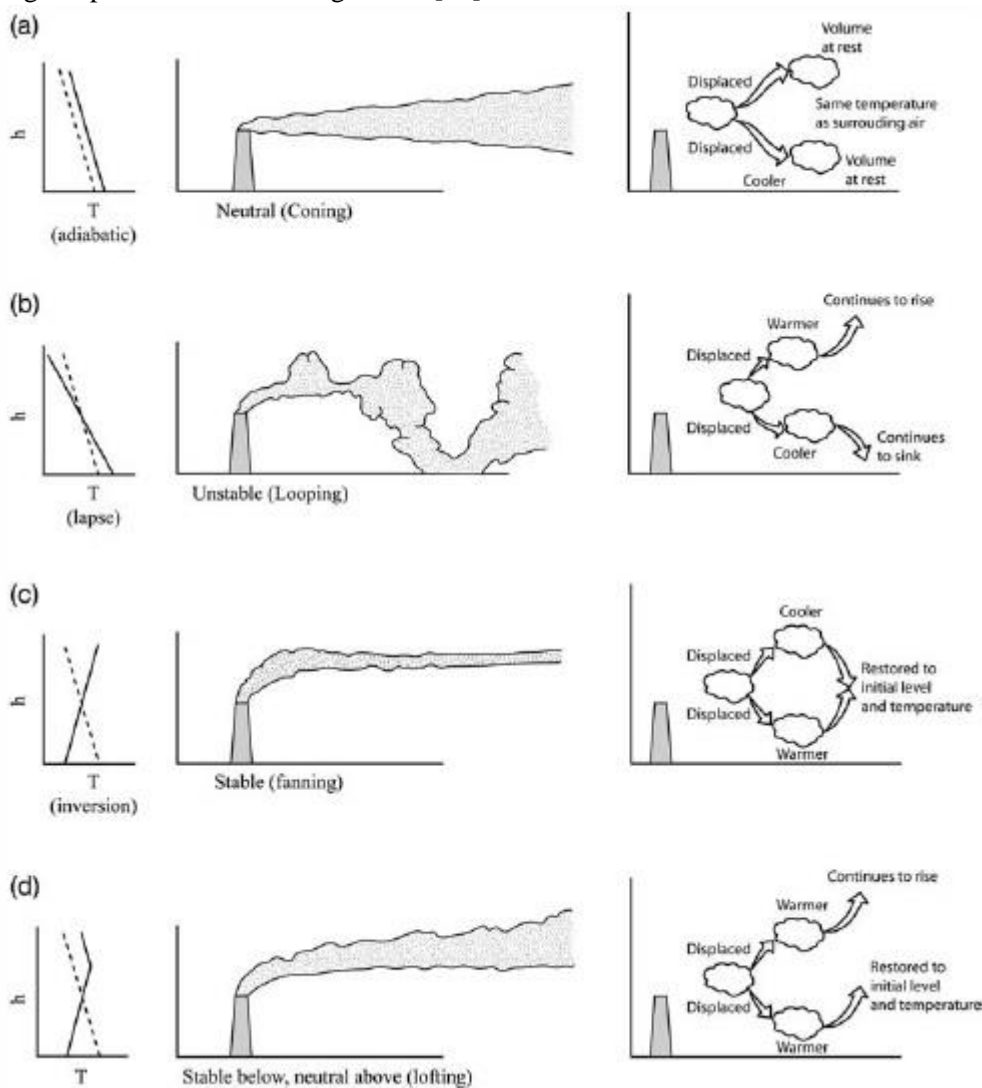 (a)
h
T
(adiabatic)
Neutral (Coning)
Volume
at rest
Displaced
Same temperature
as surrouding air
Displaced
Cooler
Volume
at rest
(b)
h
T
(lapse)
Unstable (Looping)
Continues to rise
Warmer
Displaced
Displaced
Cooler
Continues
to sink
(c)
h
T
(inversion)
Stable (fanning)
Cooler
Displaced
Restored to
initial level
and temperature
Displaced
Warmer
(d)
h
T
Stable below, neutral above (lofting)
Continues to rise
Warmer
Displaced
Restored to
initial level
and temperature
Displaced
Warmer